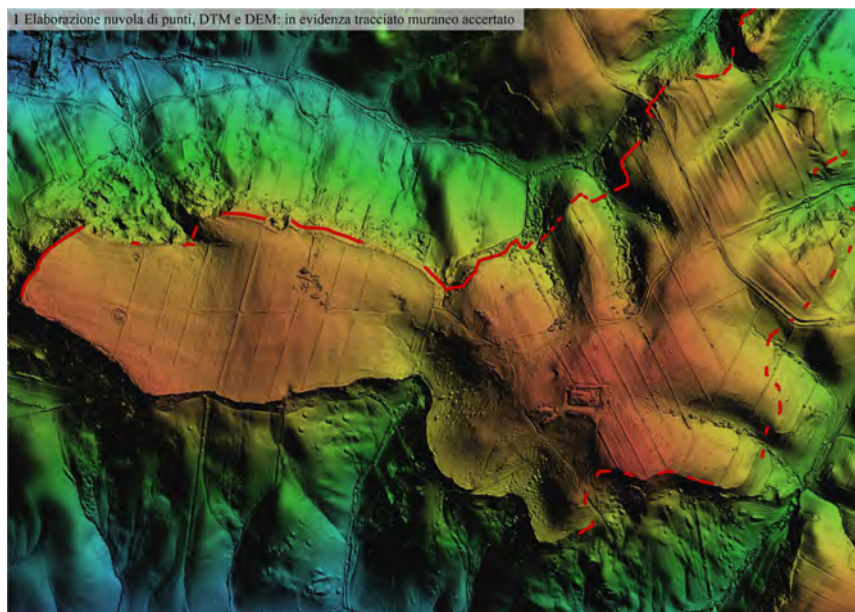 1 Elaborazione nuvola di punti, DTM e DEM: in evidenza tracciato muraneo accertato